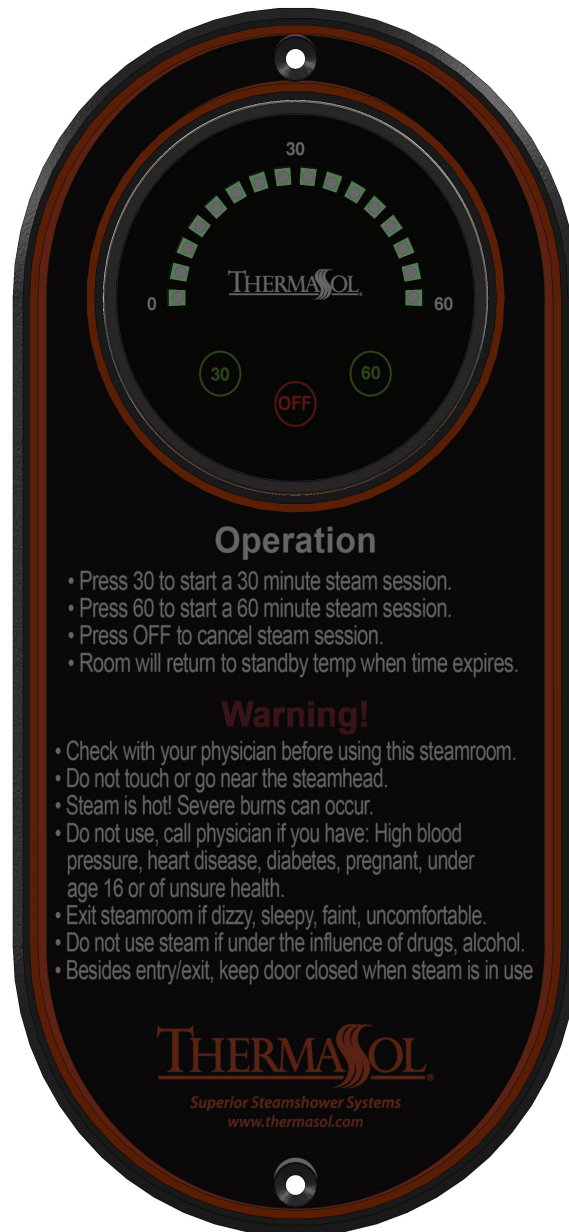 30
0
60
THERMASOL®
30
60
OFF
Operation
• Press 30 to start a 30 minute steam session.
• Press 60 to start a 60 minute steam session.
• Press OFF to cancel steam session.
• Room will return to standby temp when time expires.
Warning!
• Check with your physician before using this steamroom.
• Do not touch or go near the steamhead.
• Steam is hot! Severe burns can occur.
• Do not use, call physician if you have: High blood
pressure, heart disease, diabetes, pregnant, under
age 16 or of unsure health.
• Exit steamroom if dizzy, sleepy, faint, uncomfortable.
• Do not use steam if under the influence of drugs, alcohol.
• Besides entry/exit, keep door closed when steam is in use
THERMASOL®
Superior Steamshower Systems
www.thermasol.com